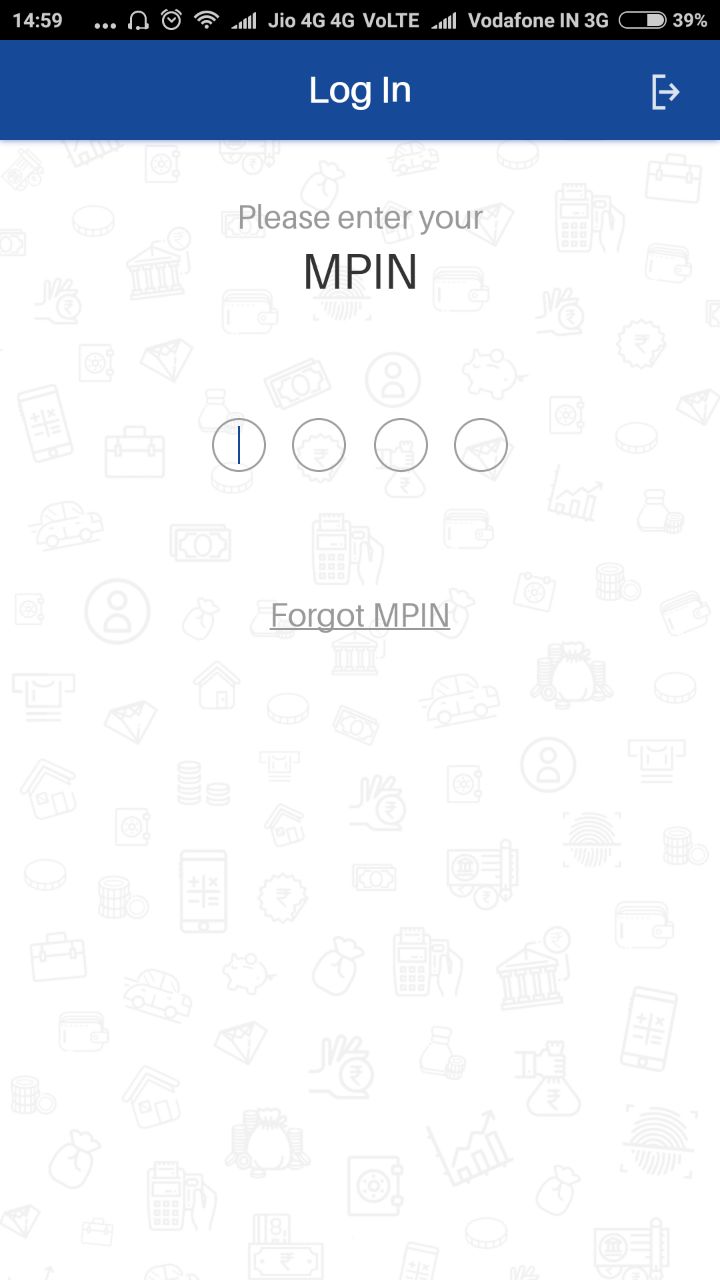 14:59 ... Jio 4G 4G VoLTE Vodafone IN 3G 39%
Log In
Please enter your
MPIN
Forgot MPIN